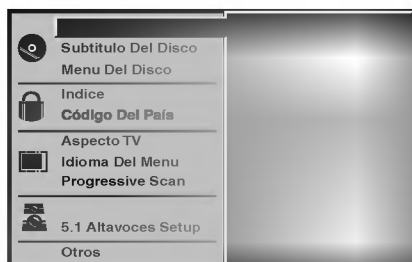 Subtitulo Del Disco
Menu Del Disco
Indice
Código Del País
Aspecto TV
Idioma Del Menu
Progressive Scan
5.1 Altavoces Setup
Otros